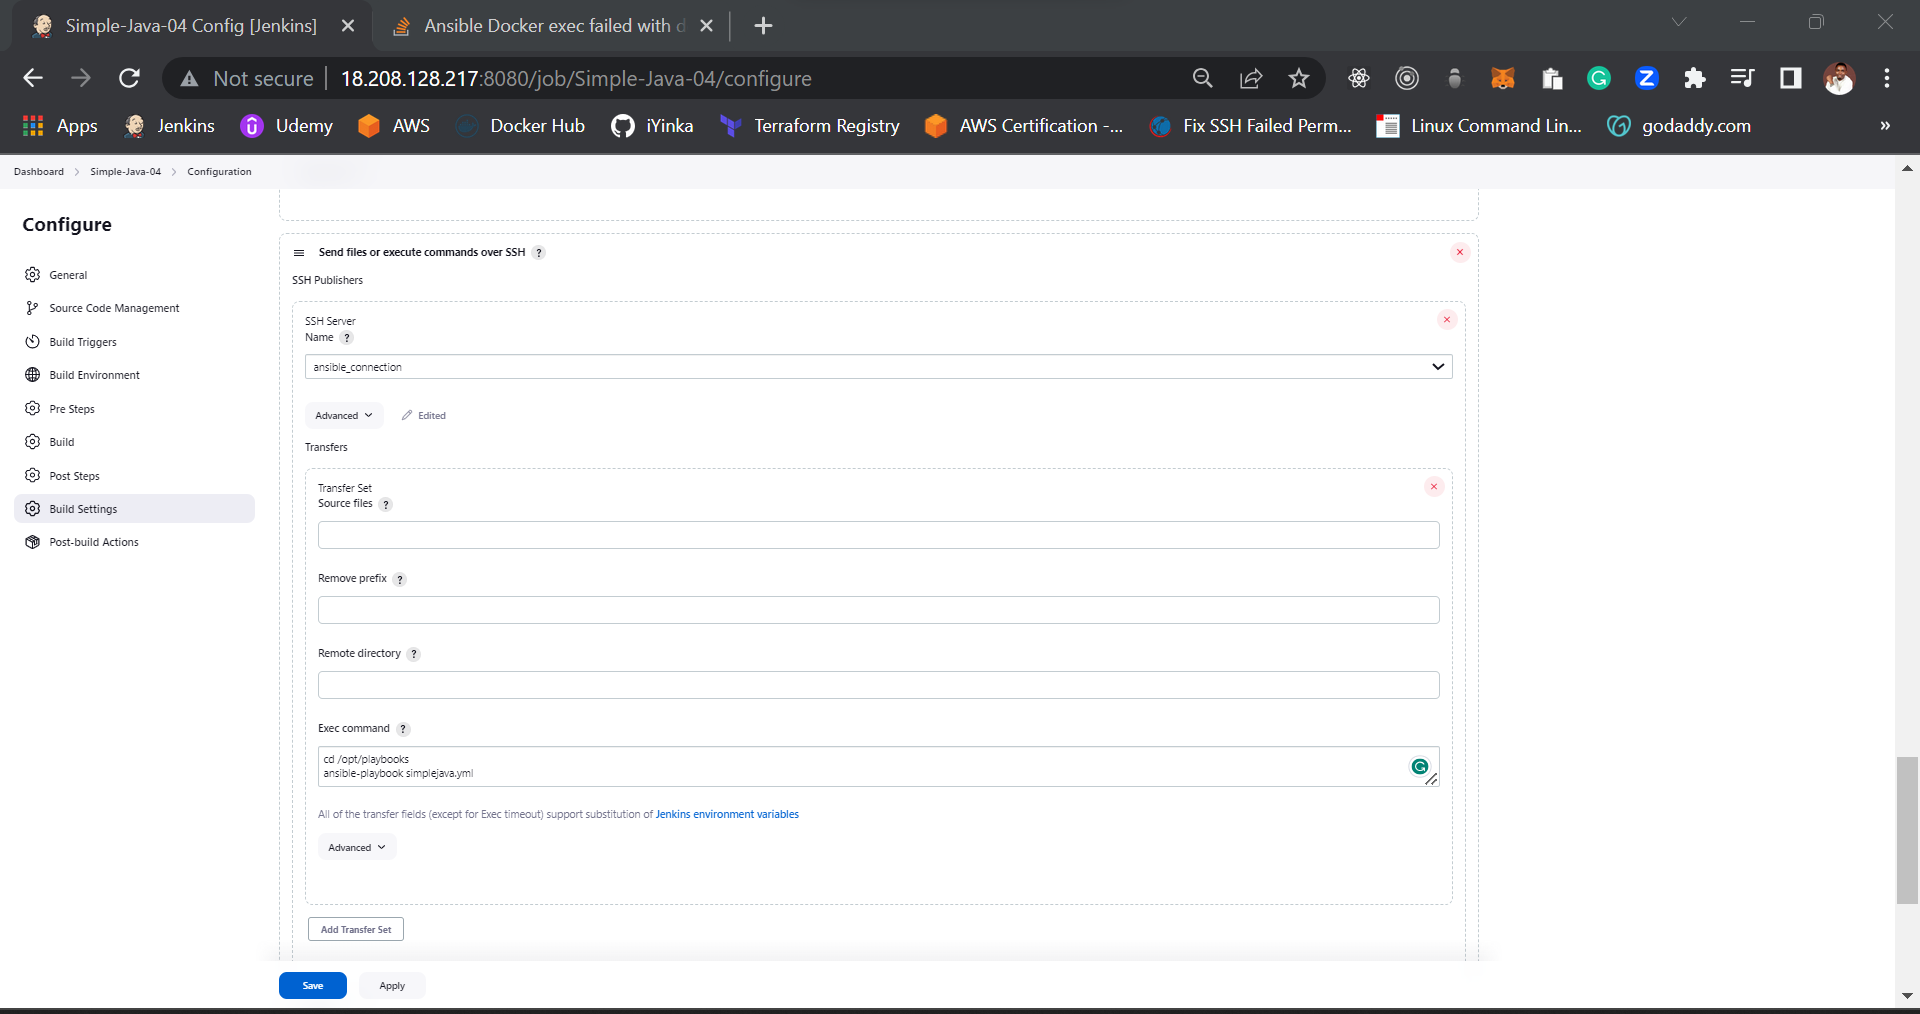 Simple-Java-04 Config [Jenkins]
Ansible Docker exec failed with d
Not secure
18.208.128.217:8080/job/Simple-Java-04/configure
Apps
Jenkins
Udemy
AWS
Docker Hub
iYinka
Terraform Registry
AWS Certification -...
Fix SSH Failed Perm...
Linux Command Lin...
godaddy.com
»
Dashboard > Simple-Java-04 > Configuration
Configure
General
Source Code Management
Build Triggers
Build Environment
Pre Steps
Build
Post Steps
Build Settings
Post-build Actions
Send files or execute commands over SSH ?
SSH Publishers
SSH Server
Name ?
ansible_connection
Advanced
Edited
Transfers
Transfer Set
Source files ?
Remove prefix ?
Remote directory ?
Exec command ?
cd /opt/playbooks
ansible-playbook simplejava.yml
All of the transfer fields (except for Exec timeout) support substitution of Jenkins environment variables
Advanced
Add Transfer Set
Save
Apply